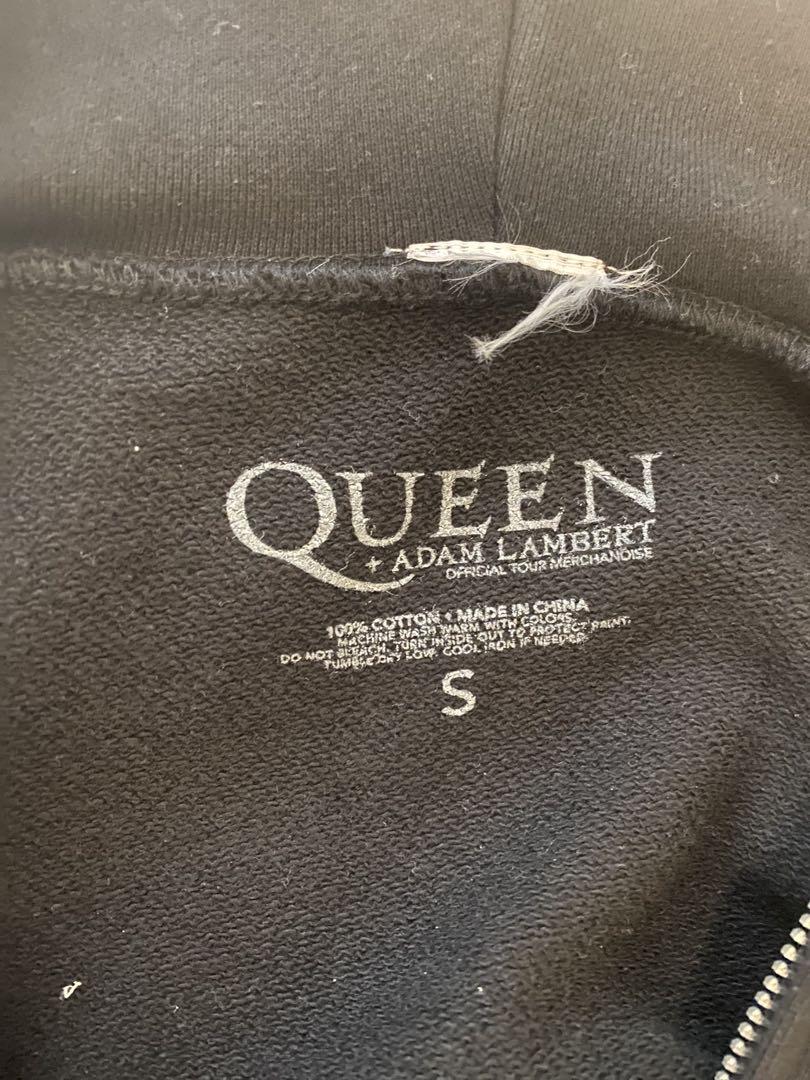 QUEEN
+ ADAM LAMBERT
OFFICIAL TOUR MERCHANDISE
100% COTTON • MADE IN CHINA
MACHINE WASH WARM WITH COLORS.
DO NOT BLEACH. TURN INSIDE OUT TO PROTECT PRINT.
TUMBLE DRY LOW. COOL IRON IF NEEDED.
S